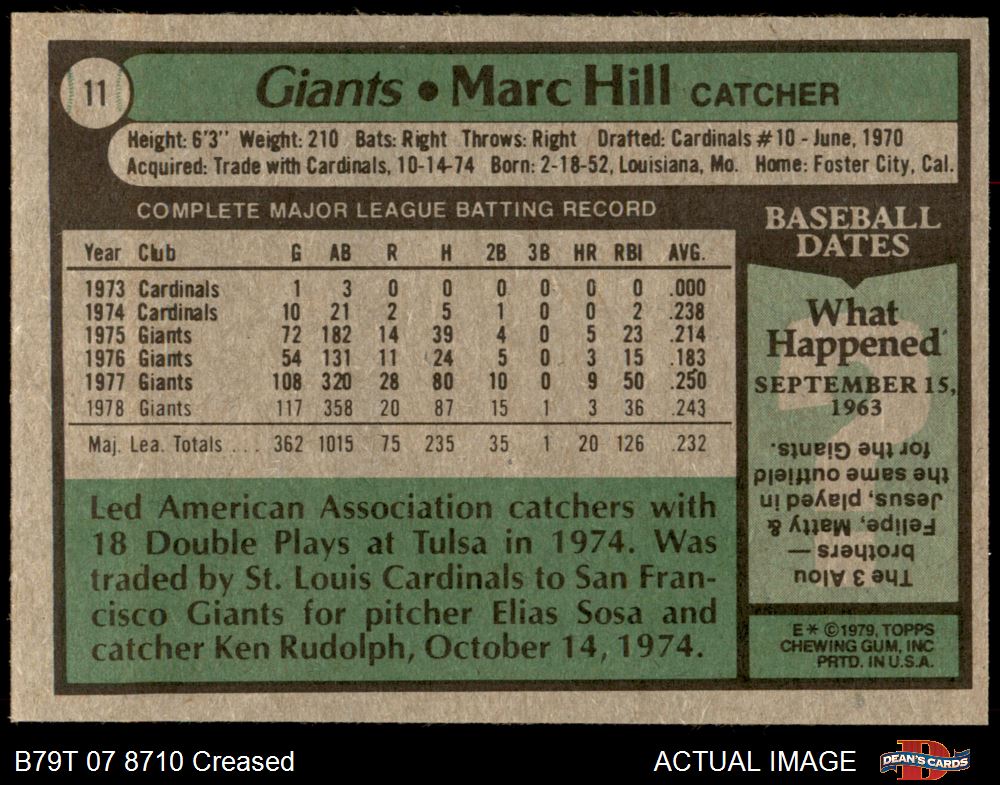 11
Giants • Marc Hill CATCHER
Height: 6'3" Weight: 210 Bats: Right Throws: Right Drafted: Cardinals #10 - June, 1970
Acquired: Trade with Cardinals, 10-14-74 Born: 2-18-52, Louisiana, Mo. Home: Foster City, Cal.
COMPLETE MAJOR LEAGUE BATTING RECORD
Year Club G AB R H 2B 3B HR RBI AVG.
1973 Cardinals 1 3 0 0 0 0 0 0 .000
1974 Cardinals 10 21 2 5 1 0 0 2 .238
1975 Giants 72 182 14 39 4 0 5 23 .214
1976 Giants 54 131 11 24 5 0 3 15 .183
1977 Giants 108 320 28 80 10 0 9 50 .250
1978 Giants 117 358 20 87 15 1 3 36 .243
Maj. Lea. Totals ... 362 1015 75 235 35 1 20 126 .232
Led American Association catchers with
18 Double Plays at Tulsa in 1974. Was
traded by St. Louis Cardinals to San Fran-
cisco Giants for pitcher Elias Sosa and
catcher Ken Rudolph, October 14, 1974.
BASEBALL
DATES
What
Happened
SEPTEMBER 15,
1963
The 3 Alou
brothers —
Felipe, Matty &
Jesus, played in
the same outfield
for the Giants.
E* ©1979, TOPPS
CHEWING GUM, INC
PRTD. IN U.S.A.
B79T 07 8710 Creased
ACTUAL IMAGE
DEAN'S CARDS